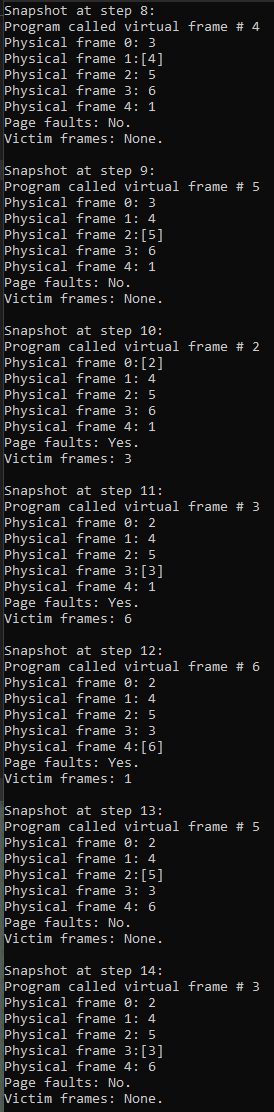 Snapshot at step 8:
Program called virtual frame # 4
Physical frame 0: 3
Physical frame 1:[4]
Physical frame 2: 5
Physical frame 3: 6
Physical frame 4: 1
Page faults: No.
Victim frames: None.
Snapshot at step 9:
Program called virtual frame # 5
Physical frame 0: 3
Physical frame 1: 4
Physical frame 2:[5]
Physical frame 3: 6
Physical frame 4: 1
Page faults: No.
Victim frames: None.
Snapshot at step 10:
Program called virtual frame # 2
Physical frame 0:[2]
Physical frame 1: 4
Physical frame 2: 5
Physical frame 3: 6
Physical frame 4: 1
Page faults: Yes.
Victim frames: 3
Snapshot at step 11:
Program called virtual frame # 3
Physical frame 0: 2
Physical frame 1: 4
Physical frame 2: 5
Physical frame 3:[3]
Physical frame 4: 1
Page faults: Yes.
Victim frames: 6
Snapshot at step 12:
Program called virtual frame # 6
Physical frame 0: 2
Physical frame 1: 4
Physical frame 2: 5
Physical frame 3: 3
Physical frame 4:[6]
Page faults: Yes.
Victim frames: 1
Snapshot at step 13:
Program called virtual frame # 5
Physical frame 0: 2
Physical frame 1: 4
Physical frame 2:[5]
Physical frame 3: 3
Physical frame 4: 6
Page faults: No.
Victim frames: None.
Snapshot at step 14:
Program called virtual frame # 3
Physical frame 0: 2
Physical frame 1: 4
Physical frame 2: 5
Physical frame 3:[3]
Physical frame 4: 6
Page faults: No.
Victim frames: None.